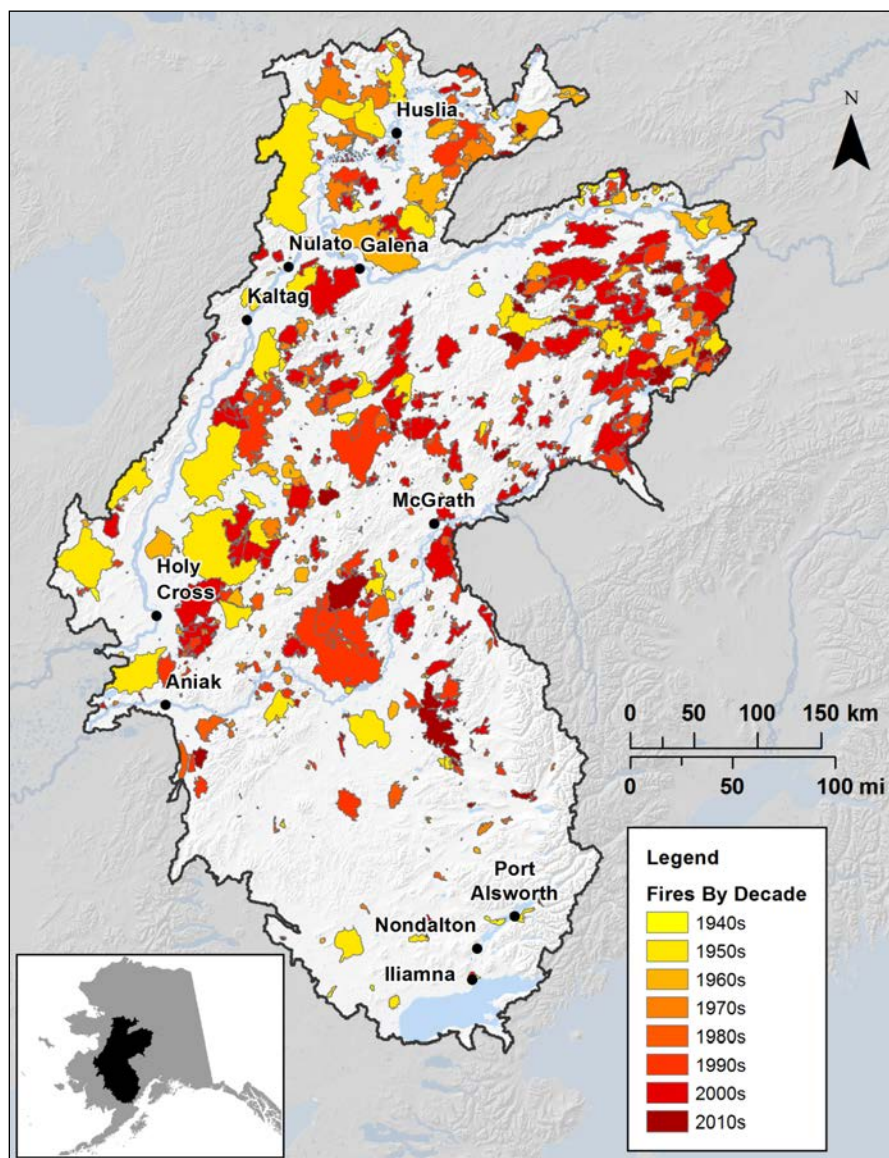 N
Huslia
Nulato
Galena
Kaltag
McGrath
Holy
Cross
Aniak
0 50 100 150 km
0 50 100 mi
Port
Alsworth
Nondalton
Iliamna
Legend
Fires By Decade
1940s
1950s
1960s
1970s
1980s
1990s
2000s
2010s